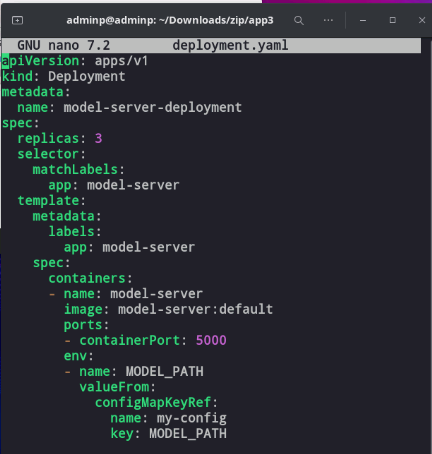 adminp@adminp: ~/Downloads/zip/app3
GNU nano 7.2 deployment.yaml
apiVersion: apps/v1
kind: Deployment
metadata:
  name: model-server-deployment
spec:
  replicas: 3
  selector:
    matchLabels:
      app: model-server
  template:
    metadata:
      labels:
        app: model-server
    spec:
      containers:
      - name: model-server
        image: model-server:default
        ports:
        - containerPort: 5000
        env:
        - name: MODEL_PATH
          valueFrom:
            configMapKeyRef:
              name: my-config
              key: MODEL_PATH